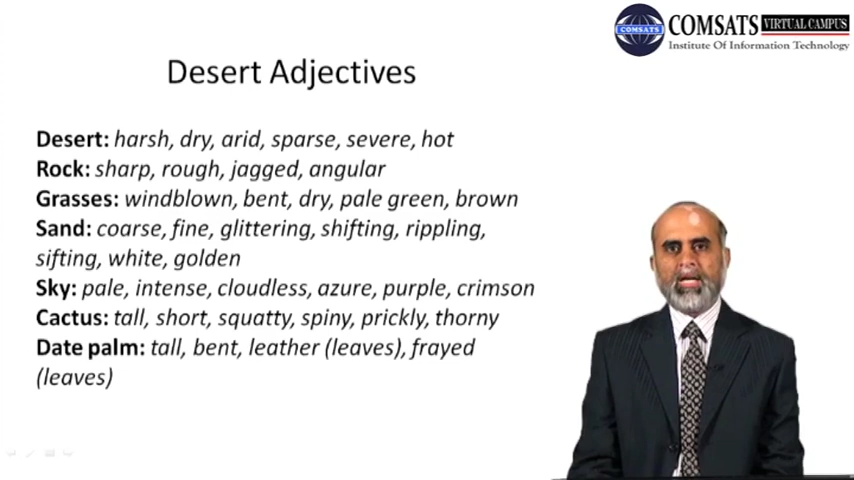 COMSATS VIRTUAL CAMPUS
COMSATS
Institute Of Information Technology
Desert Adjectives
Desert: harsh, dry, arid, sparse, severe, hot
Rock: sharp, rough, jagged, angular
Grasses: windblown, bent, dry, pale green, brown
Sand: coarse, fine, glittering, shifting, rippling,
sifting, white, golden
Sky: pale, intense, cloudless, azure, purple, crimson
Cactus: tall, short, squatty, spiny, prickly, thorny
Date palm: tall, bent, leather (leaves), frayed
(leaves)